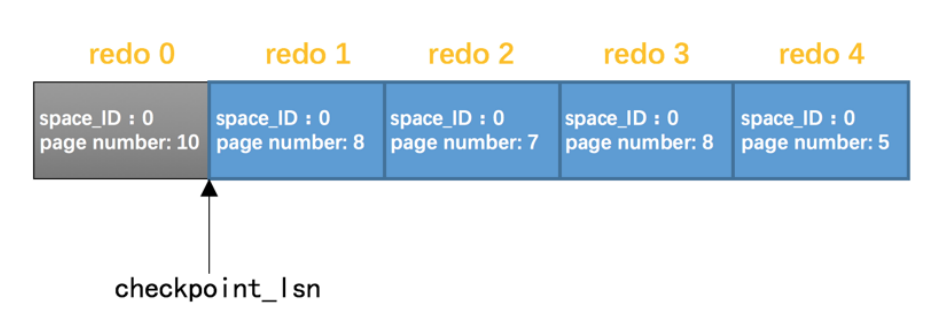 redo 0 redo 1 redo 2 redo 3 redo 4
space_ID：0 space_ID：0 space_ID：0 space_ID：0 space_ID：0
page number: 10 page number: 8 page number: 7 page number: 8 page number: 5
checkpoint_lsn